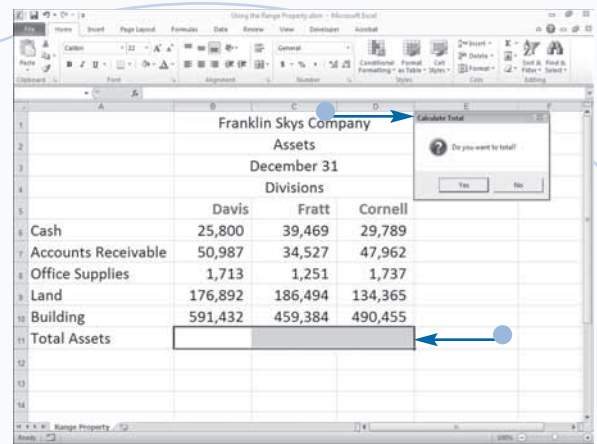 Using the Range Property.xlsm - Microsoft Excel
File Home Insert Page Layout Formulas Data Review View Developer Acrobat
Calibri 22 A A General Insert
Paste B I U A $ % , Conditional Format Cell Delete Sort & Find &
Formatting as Table Styles Format Filter Select
Clipboard Font Alignment Number Styles Cells Editing
fx
A B C D E F
1 Franklin Skys Company
2 Assets
3 December 31
4 Divisions
5 Davis Fratt Cornell
6 Cash 25,800 39,469 29,789
7 Accounts Receivable 50,987 34,527 47,962
8 Office Supplies 1,713 1,251 1,737
9 Land 176,892 186,494 134,365
10 Building 591,432 459,384 490,455
11 Total Assets
12
13
14
Calculate Total
Do you want to total?
Yes No
Range Property
Ready 100%